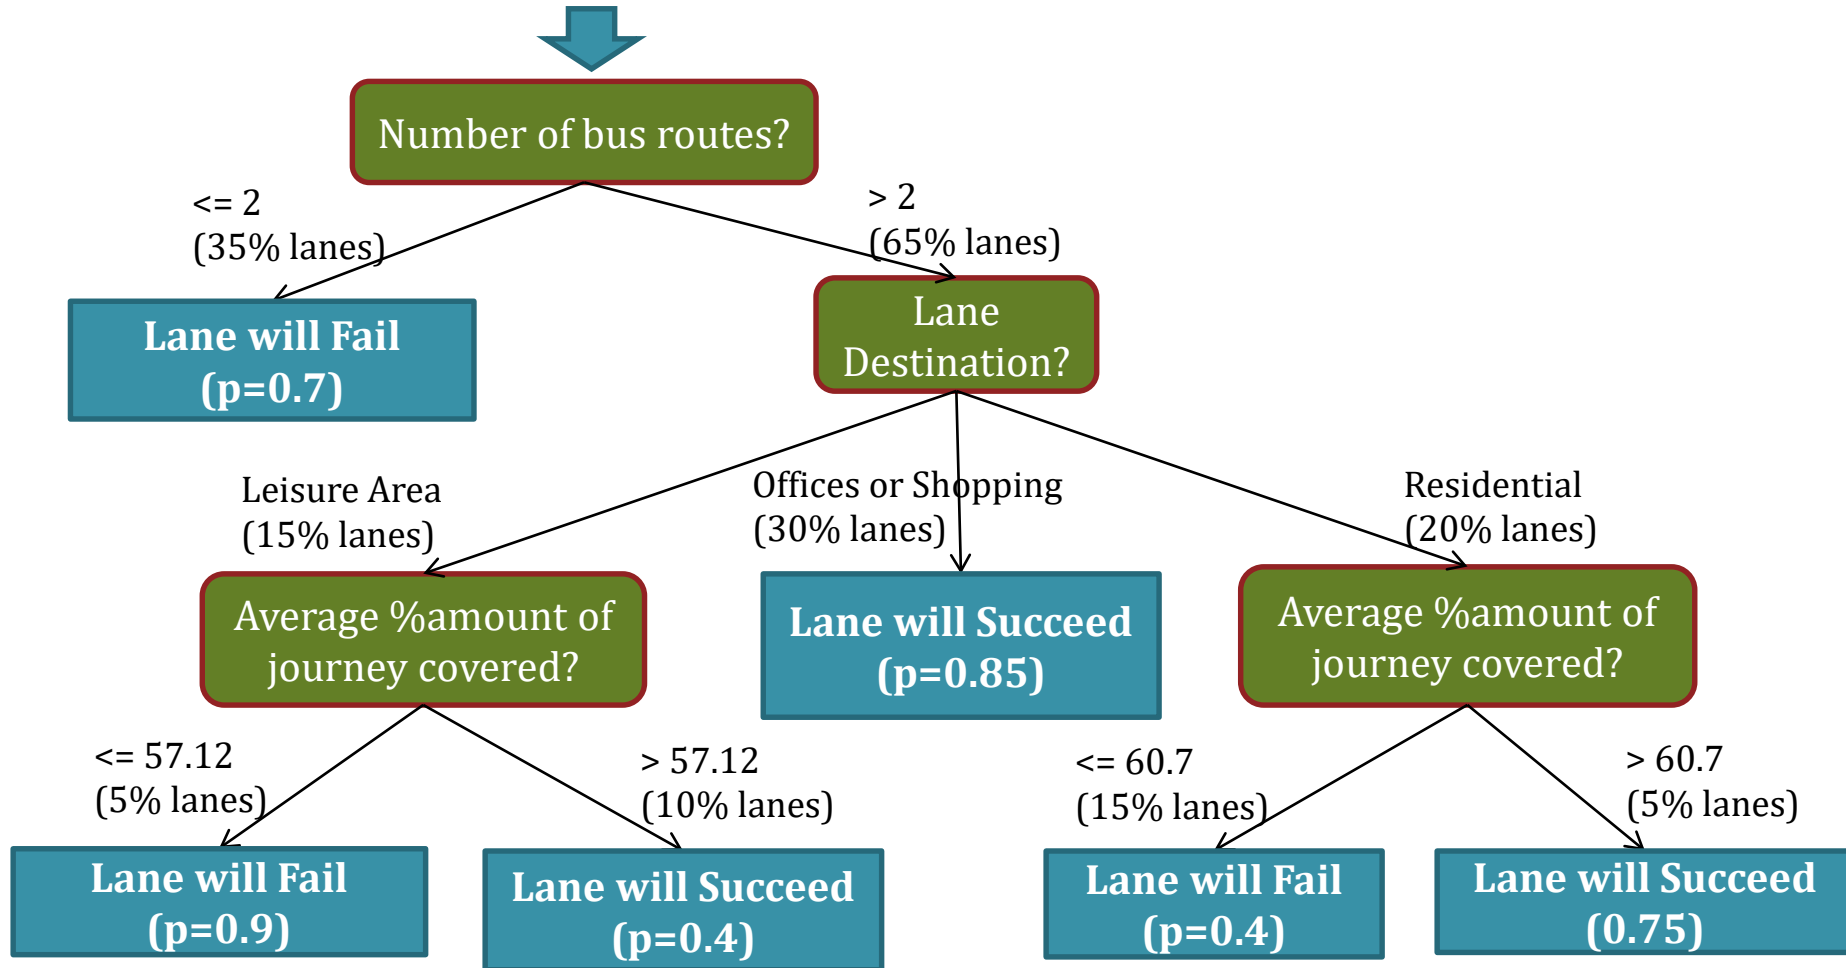 Number of bus routes?
<= 2
(35% lanes)
> 2
(65% lanes)
Lane will Fail
(p=0.7)
Lane
Destination?
Leisure Area
(15% lanes)
Offices or Shopping
(30% lanes)
Residential
(20% lanes)
Average %amount of
journey covered?
Lane will Succeed
(p=0.85)
Average %amount of
journey covered?
<= 57.12
(5% lanes)
> 57.12
(10% lanes)
<= 60.7
(15% lanes)
> 60.7
(5% lanes)
Lane will Fail
(p=0.9)
Lane will Succeed
(p=0.4)
Lane will Fail
(p=0.4)
Lane will Succeed
(0.75)